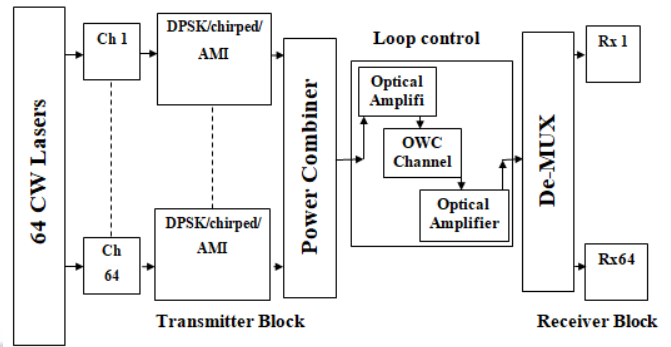 64 CW Lasers
Ch 1
DPSK/chirped/
AMI
Ch
64
DPSK/chirped/
AMI
Transmitter Block
Power Combiner
Loop control
Optical
Amplifi
OWC
Channel
Optical
Amplifier
De-MUX
Rx 1
Rx64
Receiver Block